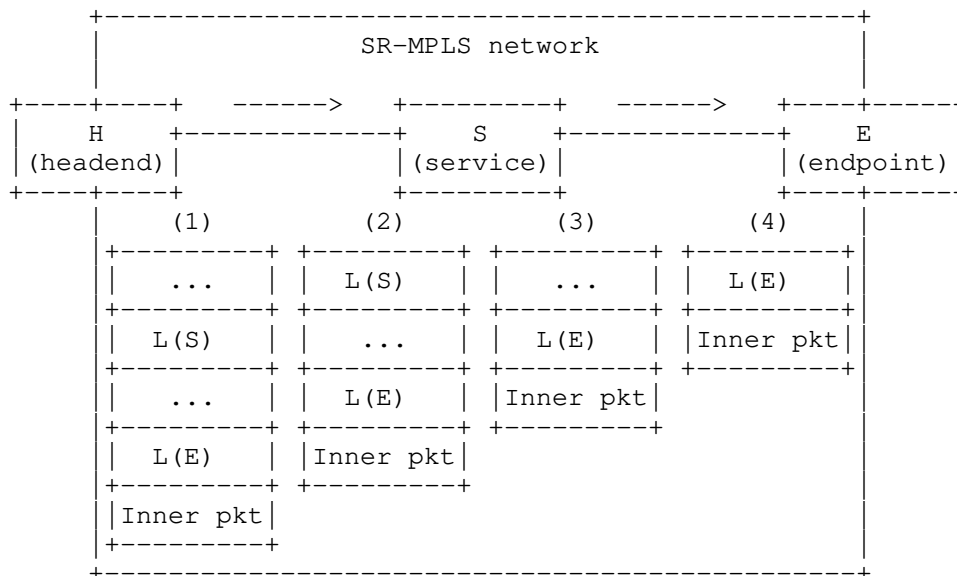 SR-MPLS network
------> ------>
H S E
(headend) (service) (endpoint)
(1) (2) (3) (4)
... L(S) ... L(E)
L(S) ... L(E) Inner pkt
... L(E) Inner pkt
L(E) Inner pkt
Inner pkt